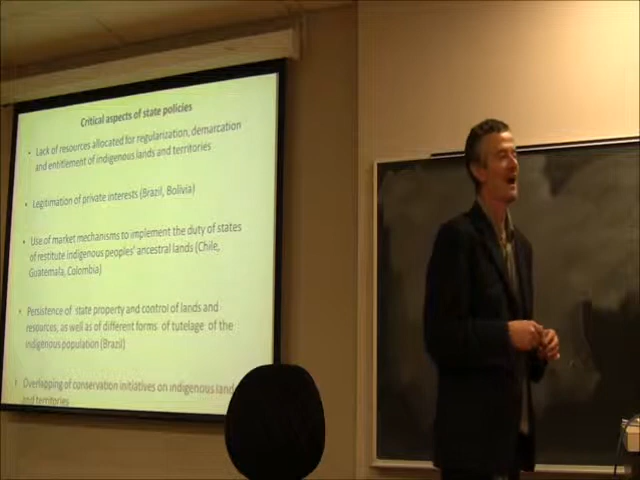 Critical aspects of state policies
• Lack of resources allocated for regularization, demarcation
and entitlement of indigenous lands and territories
• Legitimation of private interests (Brazil, Bolivia)
• Use of market mechanisms to implement the duty of states
of restitute indigenous peoples' ancestral lands (Chile,
Guatemala, Colombia)
• Persistence of state property and control of lands and
resources, as well as of different forms of tutelage of the
indigenous population (Brazil)
• Overlapping of conservation initiatives on indigenous lands
and territories